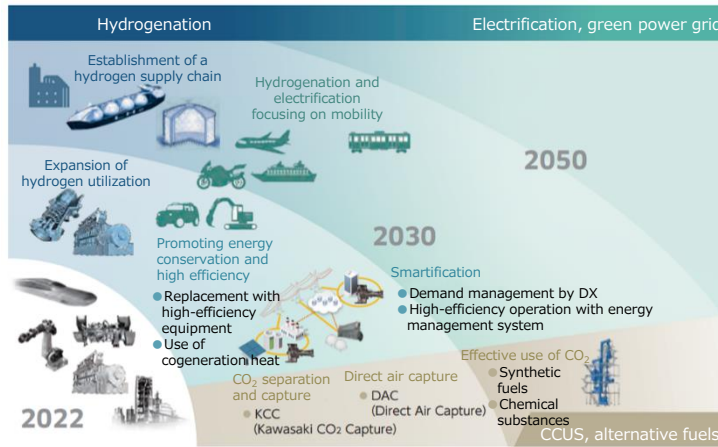 Hydrogenation
Electrification, green power grid
Establishment of a
hydrogen supply chain
Hydrogenation and
electrification
focusing on mobility
Expansion of
hydrogen utilization
2050
2030
Promoting energy
conservation and
high efficiency
Replacement with
high-efficiency
equipment
Use of
cogeneration heat
Smartification
Demand management by DX
High-efficiency operation with energy
management system
2022
CO₂ separation
and capture
KCC
(Kawasaki CO₂ Capture)
Direct air capture
DAC
(Direct Air Capture)
Effective use of CO₂
Synthetic
fuels
Chemical
substances
CCUS, alternative fuels